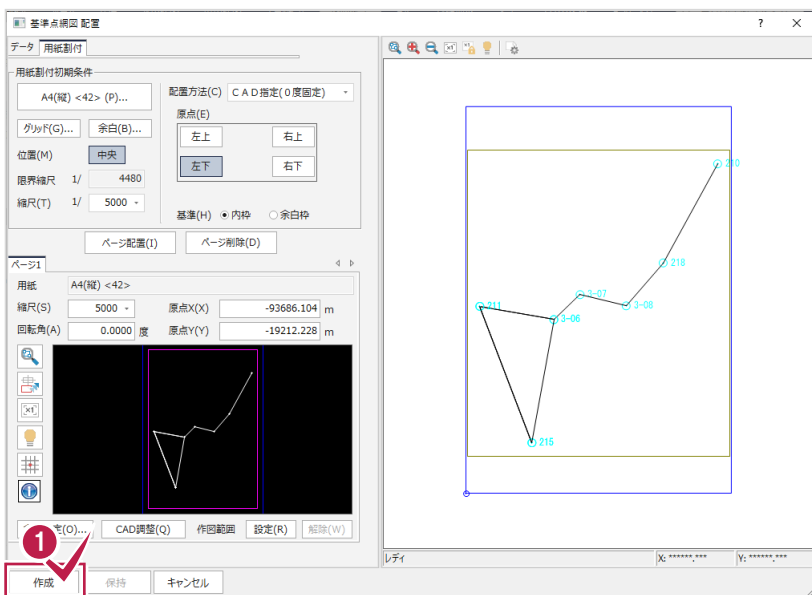 基準点網図 配置
? ×
データ 用紙割付
用紙割付初期条件
A4(縦) <42> (P)...
配置方法(C) CAD指定(0度固定)
原点(E)
グリッド(G)... 余白(B)...
左上 右上
位置(M) 中央
左下 右下
限界縮尺 1/ 4480
縮尺(T) 1/ 5000
基準(H) 内枠 余白枠
ページ配置(I) ページ削除(D)
ページ1
用紙 A4(縦) <42>
縮尺(S) 5000 原点X(X) -93686.104 m
回転角(A) 0.0000 度 原点Y(Y) -19212.228 m
(O)... CAD調整(Q) 作図範囲 設定(R) 解除(W)
1
作成 保持 キャンセル
219
218
3-07
211
3-08
3-06
216
レディ
X: ******.*** Y: ******.***